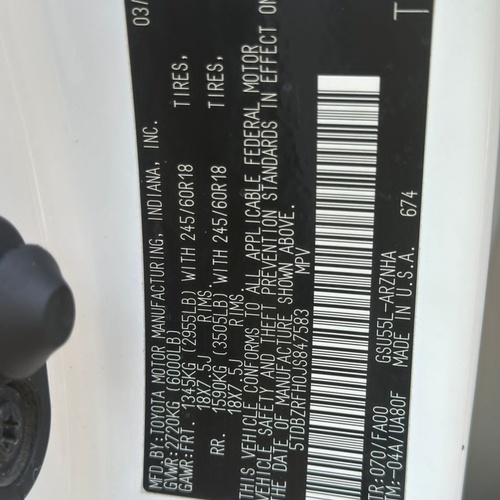 MFD.BY:TOYOTA MOTOR MANUFACTURING, INDIANA, INC. 03/
GVWR:2720KG (6000LB)
GAWR:FRT. 1345KG (2955LB) WITH 245/60R18 TIRES,
18X7.5J RIMS,
RR. 1590KG (3505LB) WITH 245/60R18 TIRES,
18X7.5J RIMS
THIS VEHICLE CONFORMS TO ALL APPLICABLE FEDERAL MOTOR
VEHICLE SAFETY AND THEFT PREVENTION STANDARDS IN EFFECT ON
THE DATE OF MANUFACTURE SHOWN ABOVE.
5TDBZRFH0JS847583 MPV
R:070/FA00 GSU55L-ARZNHA T
TM:-04A/UA80F MADE IN U.S.A. 674